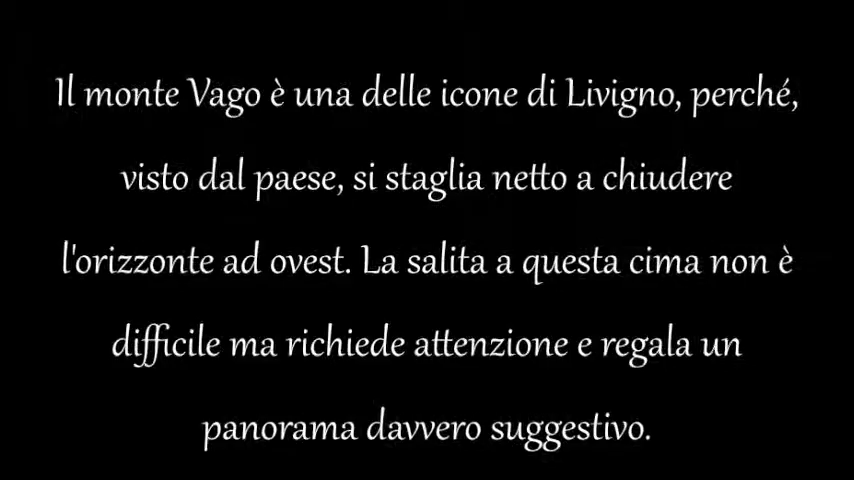 Il monte Vago è una delle icone di Livigno, perché,
visto dal paese, si staglia netto a chiudere
l'orizzonte ad ovest. La salita a questa cima non è
difficile ma richiede attenzione e regala un
panorama davvero suggestivo.